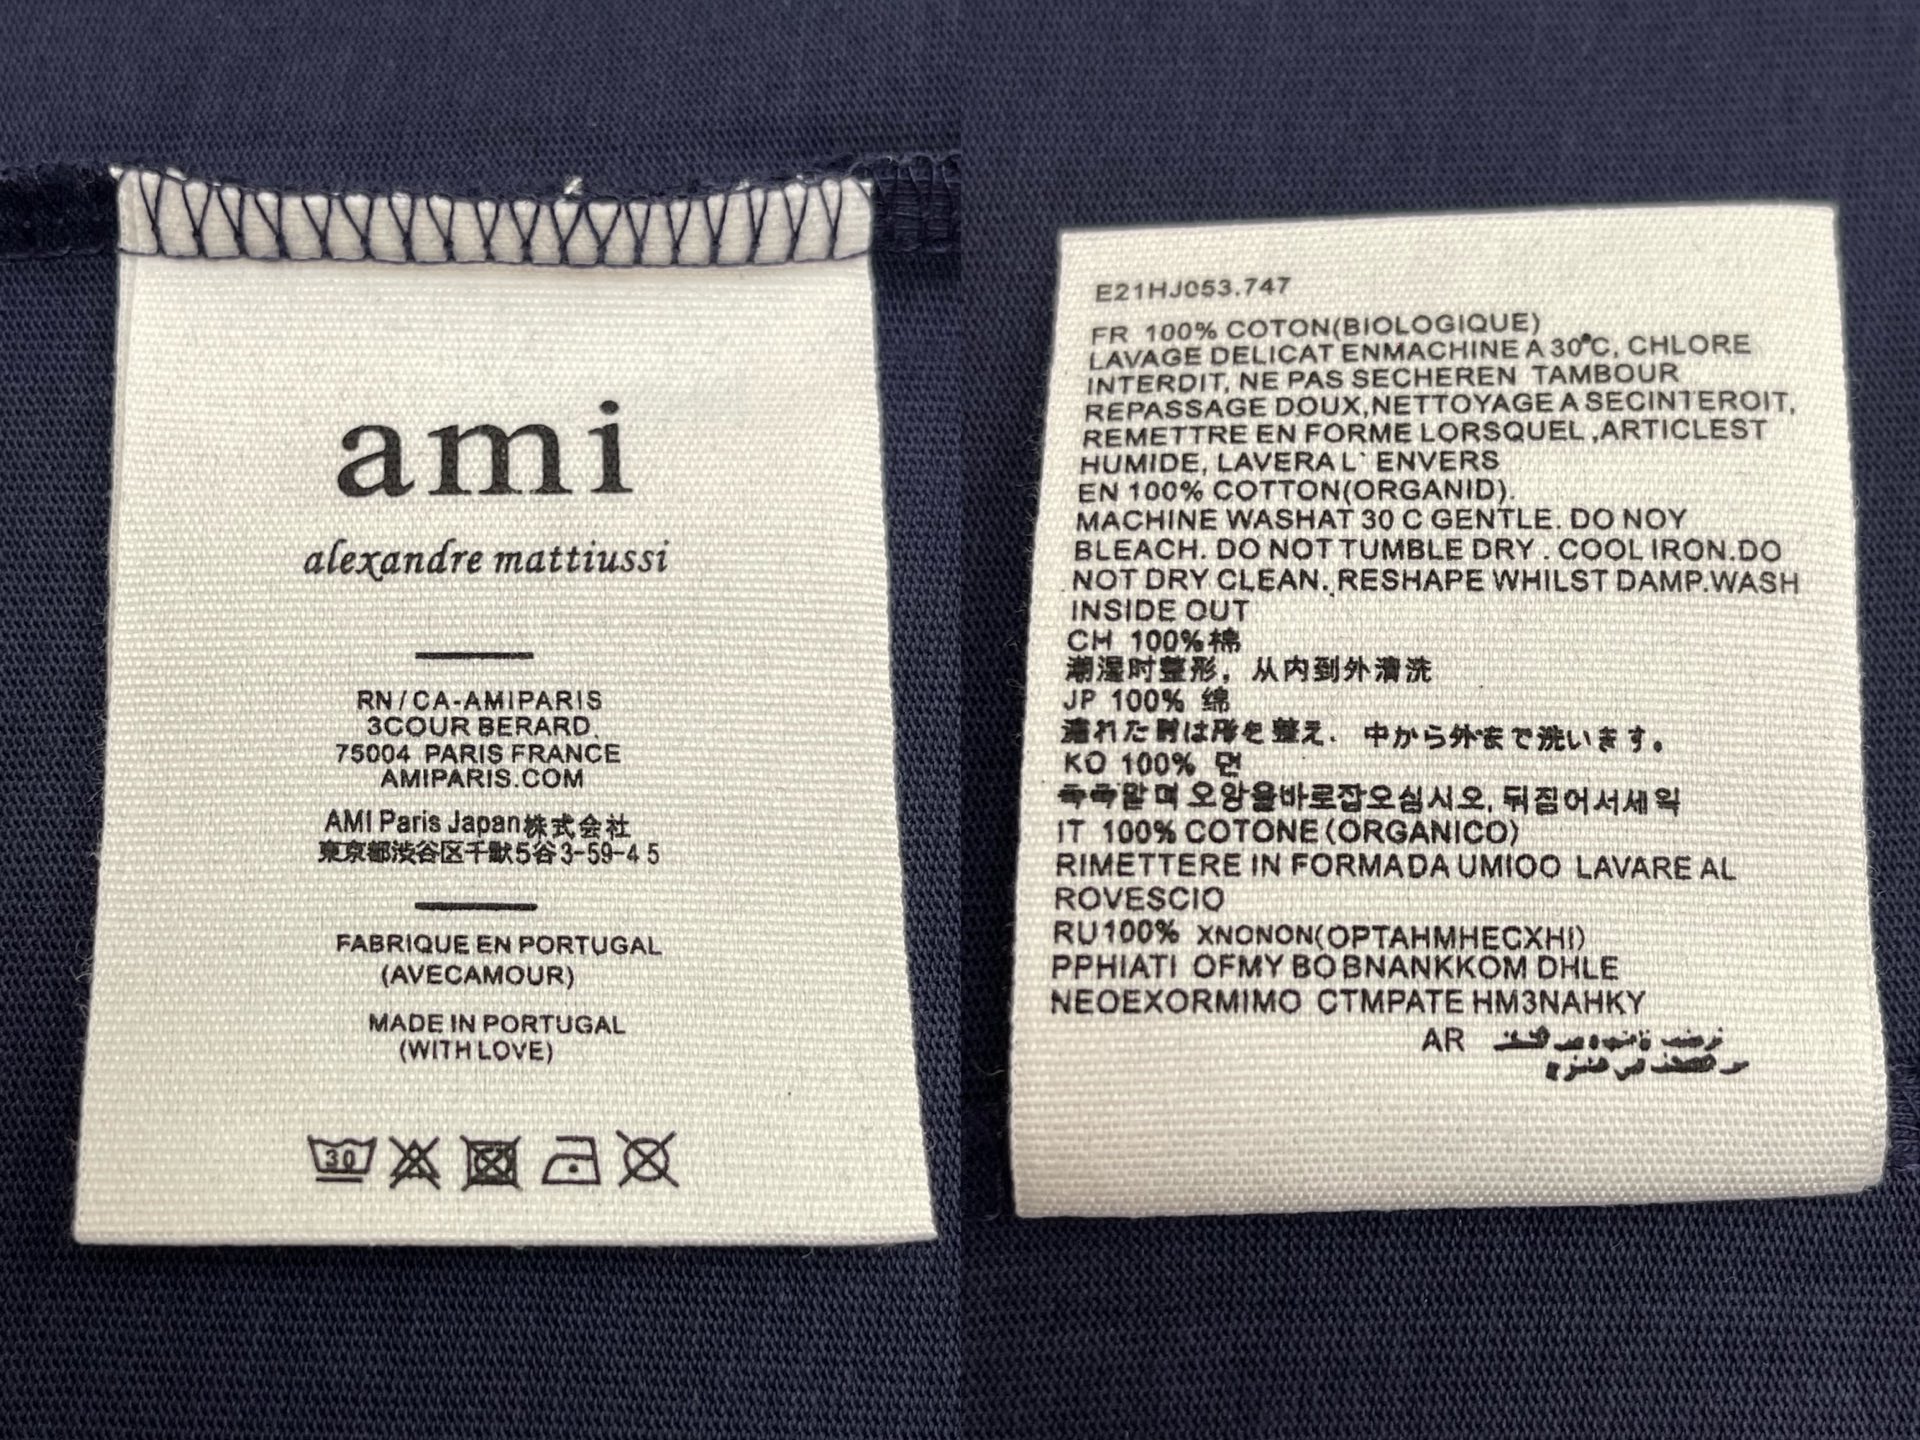 ami
alexandre mattiussi
RN/CA-AMIPARIS
3COUR BERARD.
75004 PARIS FRANCE
AMIPARIS.COM
AMI Paris Japan株式会社
東京都渋谷区千駄5谷3-59-4 5
FABRIQUE EN PORTUGAL
(AVECAMOUR)
MADE IN PORTUGAL
(WITH LOVE)
30
E21HJ053.747
FR 100% COTON(BIOLOGIQUE)
LAVAGE DELICAT ENMACHINE A 30°C, CHLORE
INTERDIT, NE PAS SECHEREN TAMBOUR
REPASSAGE DOUX,NETTOYAGE A SECINTEROIT,
REMETTRE EN FORME LORSQUEL ,ARTICLEST
HUMIDE, LAVERA L` ENVERS
EN 100% COTTON(ORGANID).
MACHINE WASHAT 30 C GENTLE. DO NOY
BLEACH. DO NOT TUMBLE DRY . COOL IRON.DO
NOT DRY CLEAN. RESHAPE WHILST DAMP.WASH
INSIDE OUT
CH 100%棉
潮湿时整形，从内到外清洗
JP 100% 绵
濡れた時は形を整え. 中から外まで洗います。
KO 100% 면
오앙을바로잡오십시오, 뒤집어서세익
IT 100% COTONE(ORGANICO)
RIMETTERE IN FORMADA UMIOO LAVARE AL
ROVESCIO
RU100% XNONON(OPTAHMHECXHI)
PPHIATI OFMY BO BNANKKOM DHLE
NEOEXORMIMO CTMPATE HM3NAHKY
AR